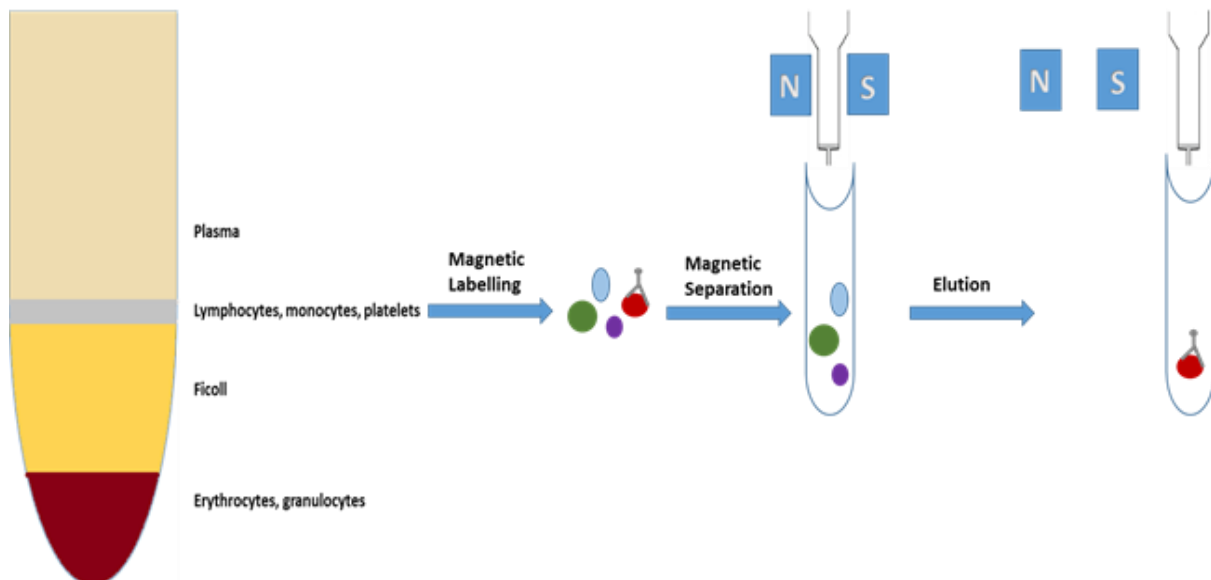 N S
N S
Plasma
Magnetic
Labelling
Magnetic
Separation
Elution
Lymphocytes, monocytes, platelets
Ficoll
Erythrocytes, granulocytes